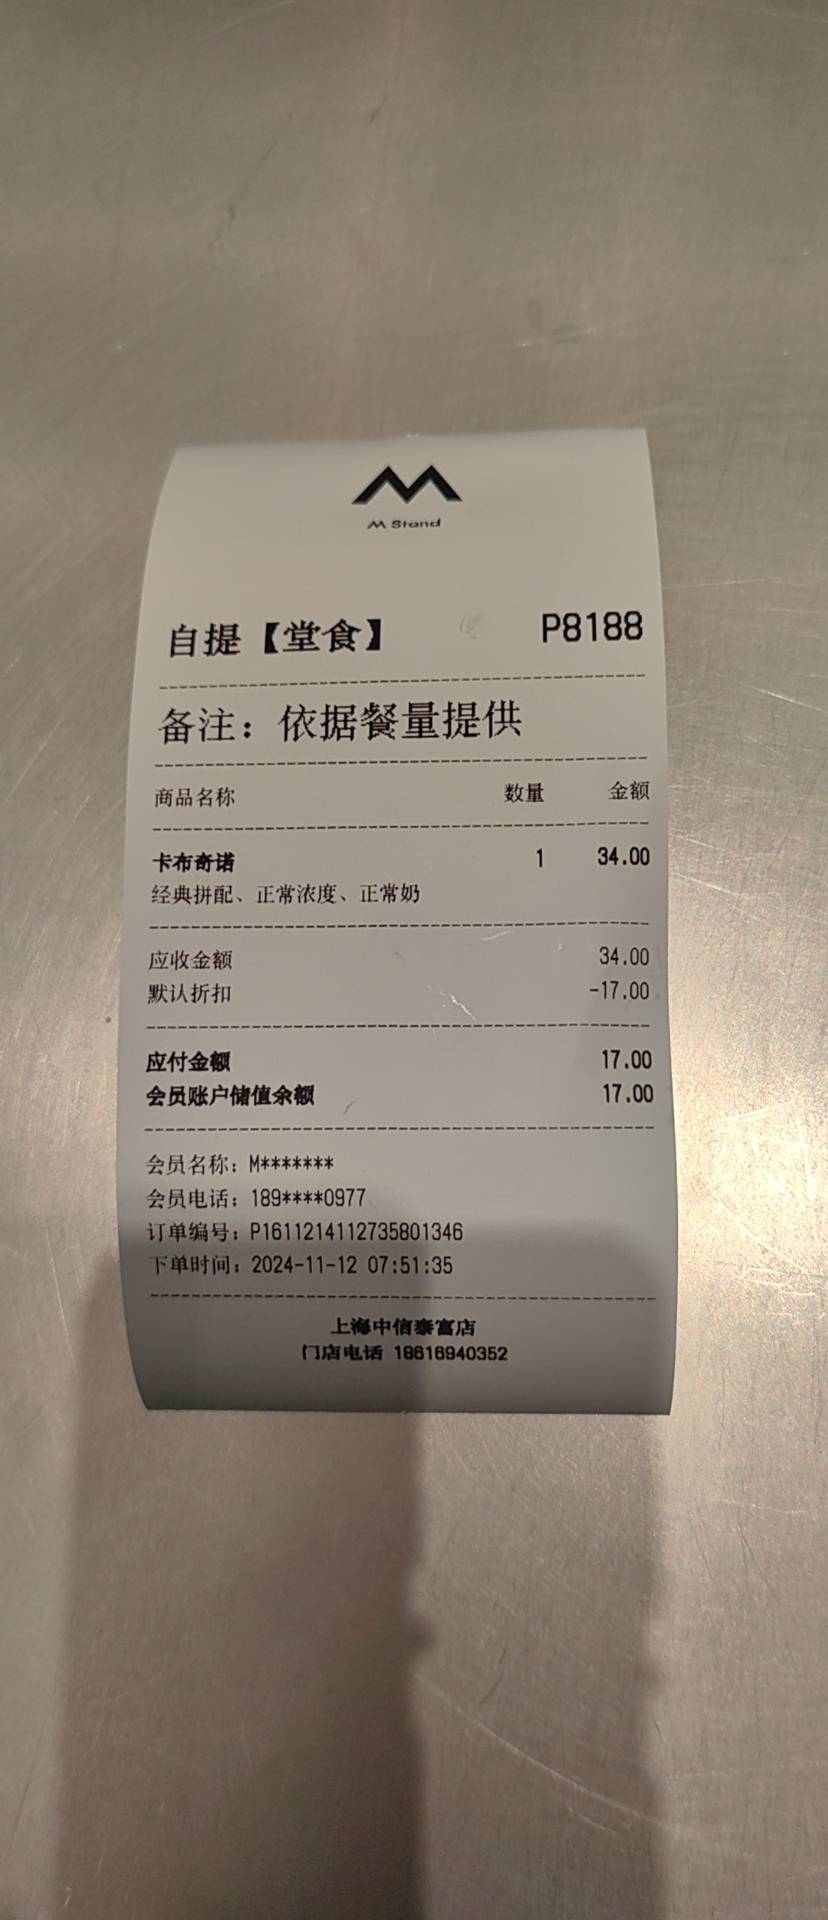 M Stand
自提【堂食】 P8188
备注：依据餐量提供
商品名称 数量 金额
卡布奇诺 1 34.00
经典拼配、正常浓度、正常奶
应收金额 34.00
默认折扣 -17.00
应付金额 17.00
会员账户储值余额 17.00
会员名称：M*******
会员电话：189****0977
订单编号：P1611214112735801346
下单时间：2024-11-12 07:51:35
上海中信泰富店
门店电话 18616940352